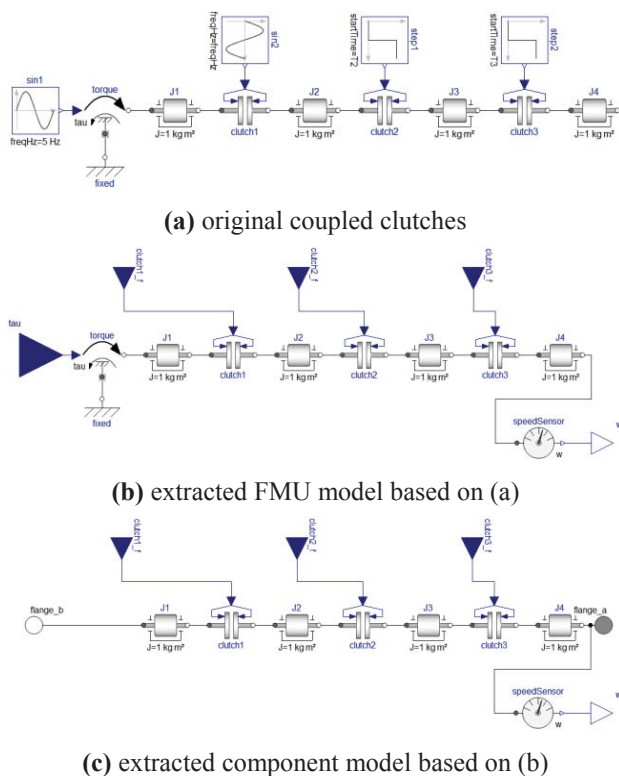 sin2
freqHz=freqHz
step1
startTime=T2
step2
startTime=T3
sin1
freqHz=5 Hz
torque
tau
fixed
J1
J=1 kg m²
clutch1
J2
J=1 kg m²
clutch2
J3
J=1 kg m²
clutch3
J4
J=1 kg m²
(a) original coupled clutches
clutch1_f
clutch2_f
clutch3_f
tau
torque
tau
fixed
J1
J=1 kg m²
clutch1
J2
J=1 kg m²
clutch2
J3
J=1 kg m²
clutch3
J4
J=1 kg m²
speedSensor
w
w
(b) extracted FMU model based on (a)
clutch1_f
clutch2_f
clutch3_f
flange_b
J1
J=1 kg m²
clutch1
J2
J=1 kg m²
clutch2
J3
J=1 kg m²
clutch3
J4
J=1 kg m²
flange_a
speedSensor
w
w
(c) extracted component model based on (b)